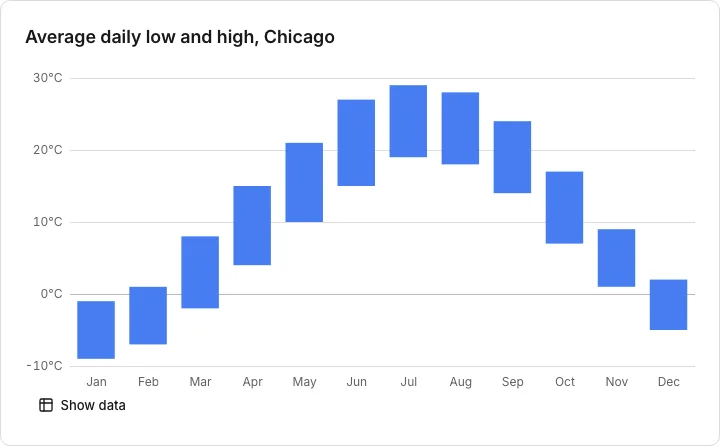 Average daily low and high, Chicago
30°C
20°C
10°C
0°C
-10°C
Jan Feb Mar Apr May Jun Jul Aug Sep Oct Nov Dec
Show data